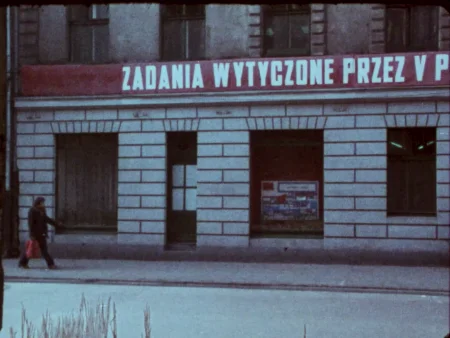 ZADANIA WYTYCZONE PRZEZ V P